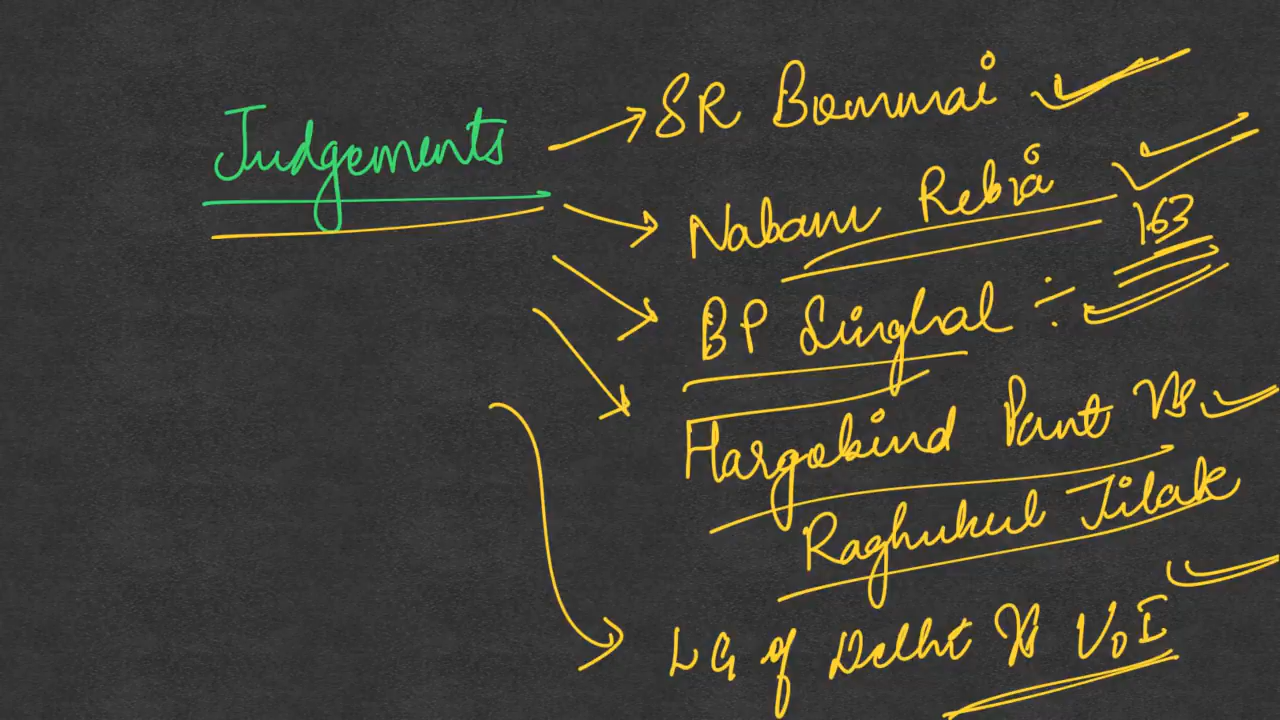 Judgements
SR Bommai
Nabam Rebia
163
BP Singhal
Hargobind Pant Vs
Raghukul Tilak
LG of Delhi Vs UOI